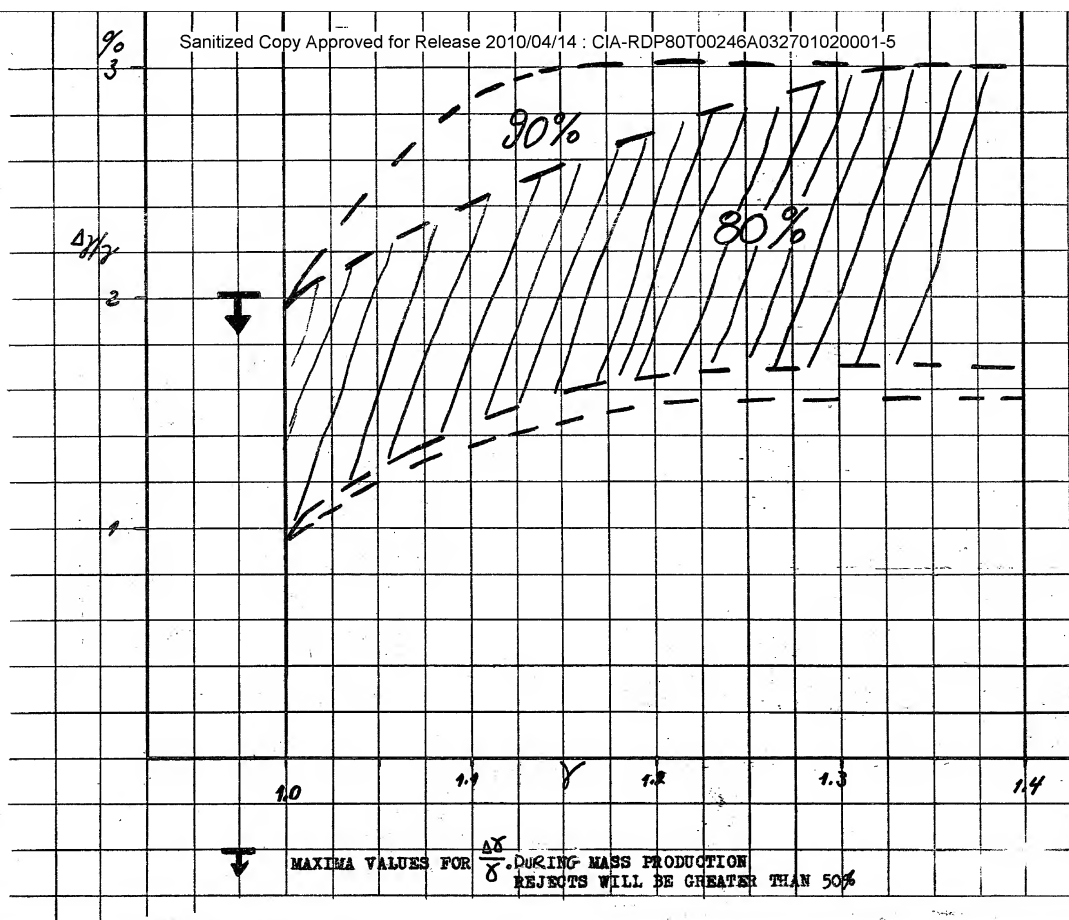 Sanitized Copy Approved for Release 2010/04/14 : CIA-RDP80T00246A032701020001-5
%
3
90%
80%
Δγ/γ
2
1
1.0 1.1 γ 1.2 1.3 1.4
MAXIMA VALUES FOR Δγ/γ. DURING MASS PRODUCTION
REJECTS WILL BE GREATER THAN 50%